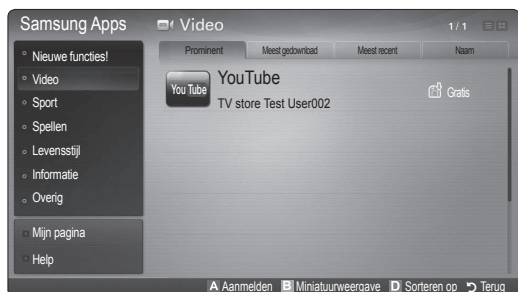 Samsung Apps
Video
1/1
Nieuwe functies!
Video
Sport
Spellen
Levensstijl
Informatie
Overig
Mijn pagina
Help
Prominent
Meest gedownload
Meest recent
Naam
You Tube
YouTube
TV store Test User002
Gratis
A Aanmelden B Miniatuurweergave D Sorteren op Terug